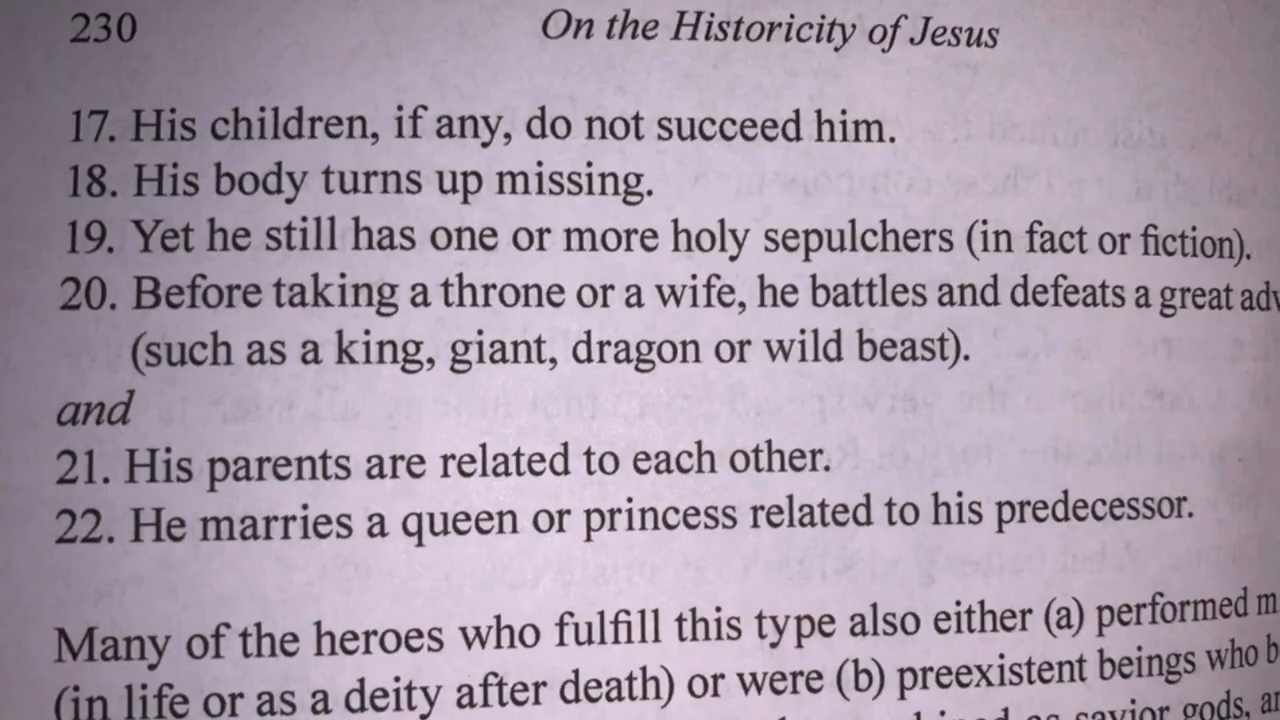 230 On the Historicity of Jesus
17. His children, if any, do not succeed him.
18. His body turns up missing.
19. Yet he still has one or more holy sepulchers (in fact or fiction).
20. Before taking a throne or a wife, he battles and defeats a great adv
(such as a king, giant, dragon or wild beast).
and
21. His parents are related to each other.
22. He marries a queen or princess related to his predecessor.
Many of the heroes who fulfill this type also either (a) performed m
(in life or as a deity after death) or were (b) preexistent beings who b
as savior gods,